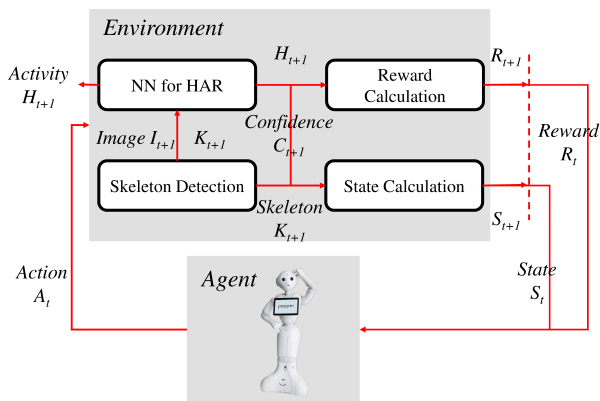 Environment
Activity
H_{t+1}
NN for HAR
H_{t+1}
Reward
Calculation
R_{t+1}
Image I_{t+1}
K_{t+1}
Confidence
C_{t+1}
Reward
R_t
Skeleton Detection
State Calculation
Skeleton
K_{t+1}
S_{t+1}
Action
A_t
Agent
pepper
State
S_t